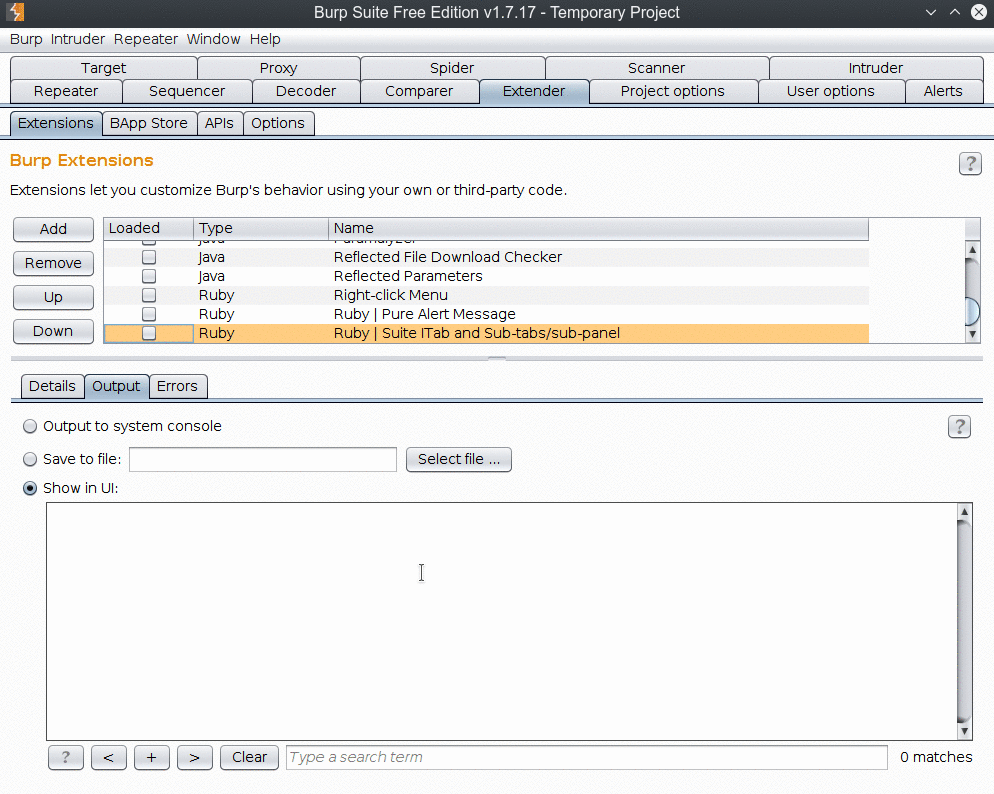 Burp Suite Free Edition v1.7.17 - Temporary Project
Burp Intruder Repeater Window Help
Target Proxy Spider Scanner Intruder
Repeater Sequencer Decoder Comparer Extender Project options User options Alerts
Extensions BApp Store APIs Options
Burp Extensions
?
Extensions let you customize Burp's behavior using your own or third-party code.
Add Loaded Type Name
Java
Remove Java Reflected File Download Checker
Java Reflected Parameters
Up Ruby Right-click Menu
Ruby Ruby | Pure Alert Message
Down Ruby Ruby | Suite ITab and Sub-tabs/sub-panel
Details Output Errors
Output to system console ?
Save to file: Select file ...
Show in UI:
? < + > Clear Type a search term 0 matches